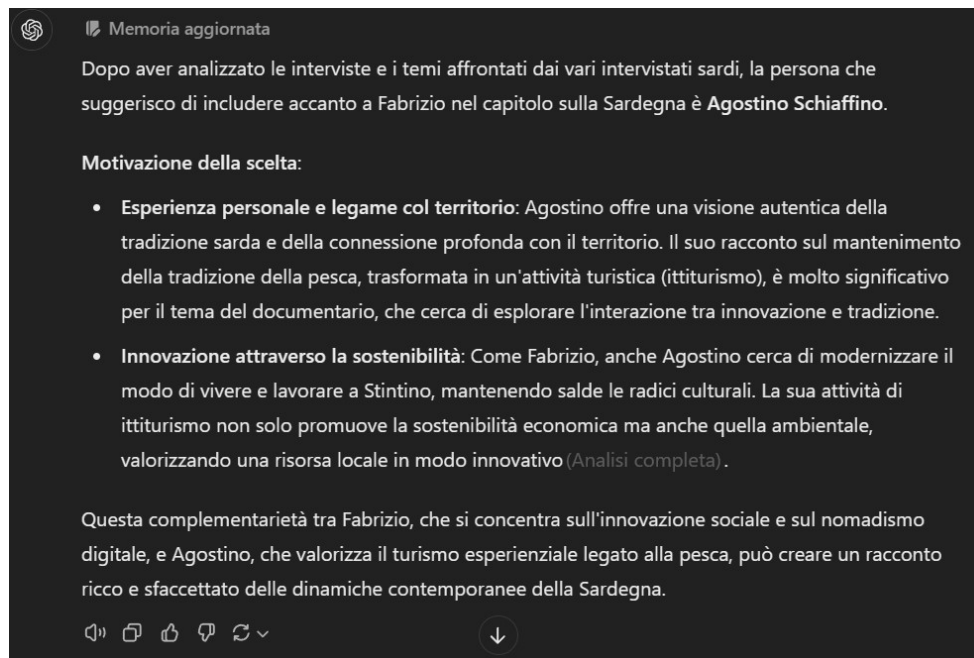 Memoria aggiornata
Dopo aver analizzato le interviste e i temi affrontati dai vari intervistati sardi, la persona che
suggerisco di includere accanto a Fabrizio nel capitolo sulla Sardegna è Agostino Schiaffino.
Motivazione della scelta:
• Esperienza personale e legame col territorio: Agostino offre una visione autentica della
tradizione sarda e della connessione profonda con il territorio. Il suo racconto sul mantenimento
della tradizione della pesca, trasformata in un'attività turistica (ittiturismo), è molto significativo
per il tema del documentario, che cerca di esplorare l'interazione tra innovazione e tradizione.
• Innovazione attraverso la sostenibilità: Come Fabrizio, anche Agostino cerca di modernizzare il
modo di vivere e lavorare a Stintino, mantenendo salde le radici culturali. La sua attività di
ittiturismo non solo promuove la sostenibilità economica ma anche quella ambientale,
valorizzando una risorsa locale in modo innovativo (Analisi completa).
Questa complementarietà tra Fabrizio, che si concentra sull'innovazione sociale e sul nomadismo
digitale, e Agostino, che valorizza il turismo esperienziale legato alla pesca, può creare un racconto
ricco e sfaccettato delle dinamiche contemporanee della Sardegna.